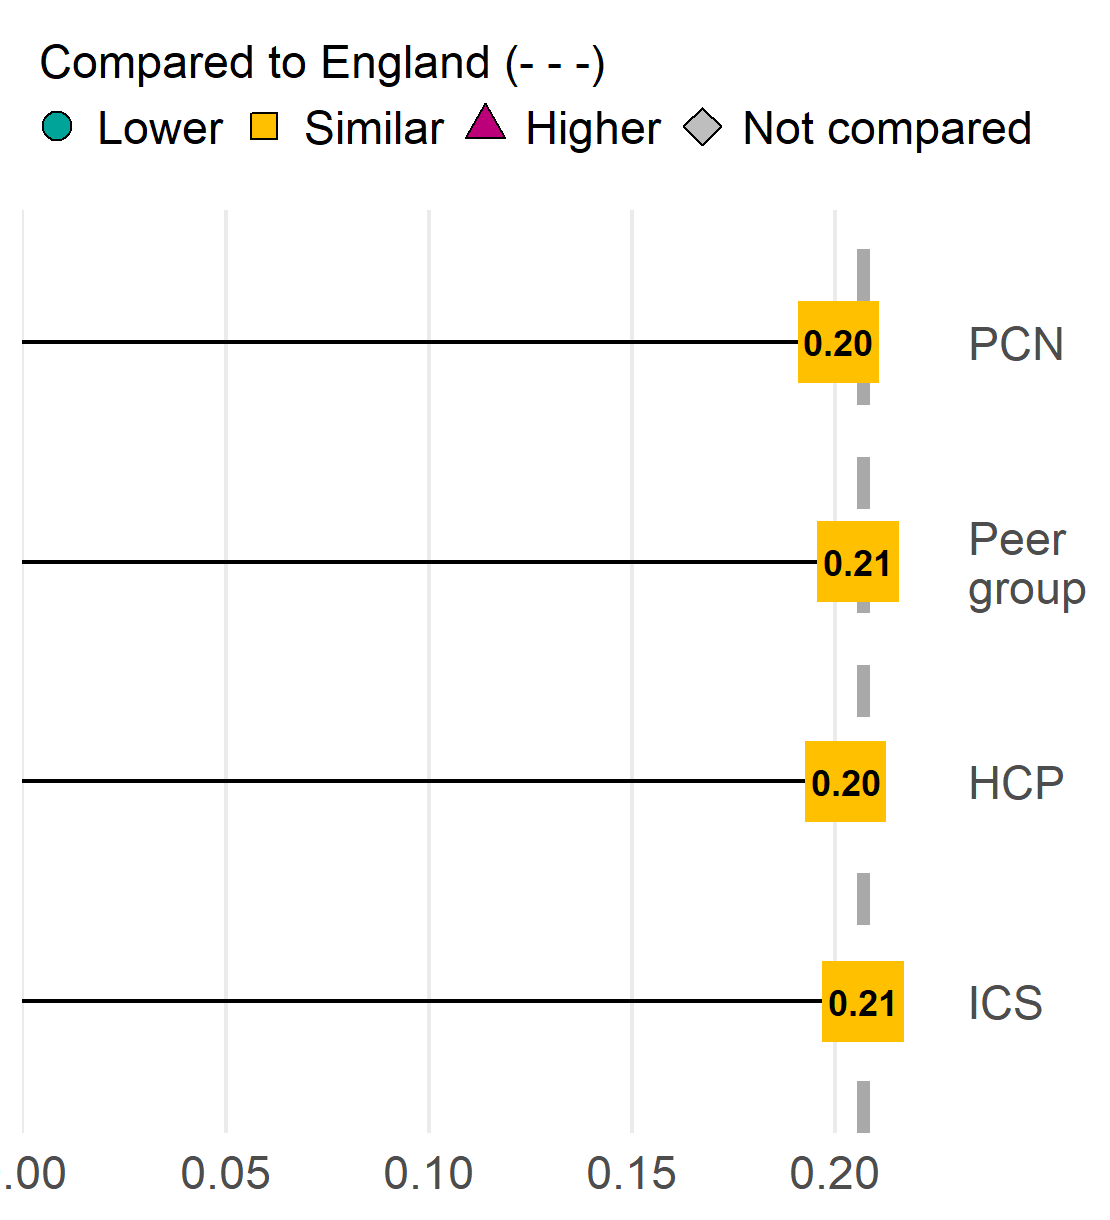 Compared to England (- - -)
Lower Similar Higher Not compared
0.20 PCN
0.21 Peer
group
0.20 HCP
0.21 ICS
.00 0.05 0.10 0.15 0.20